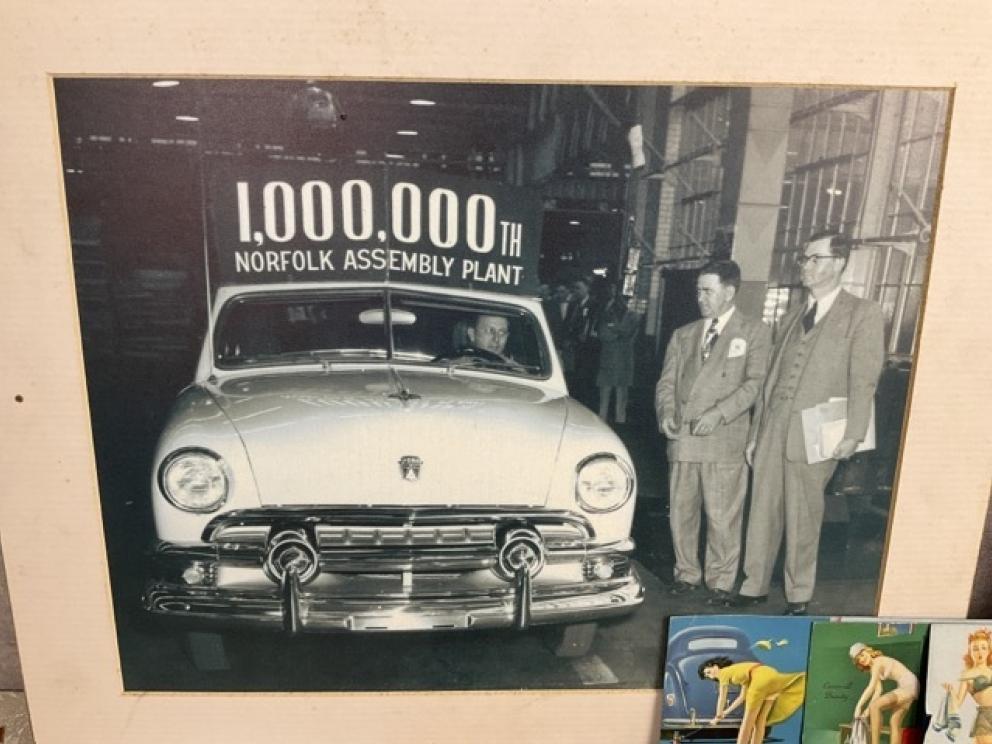 1,000,000TH
NORFOLK ASSEMBLY PLANT